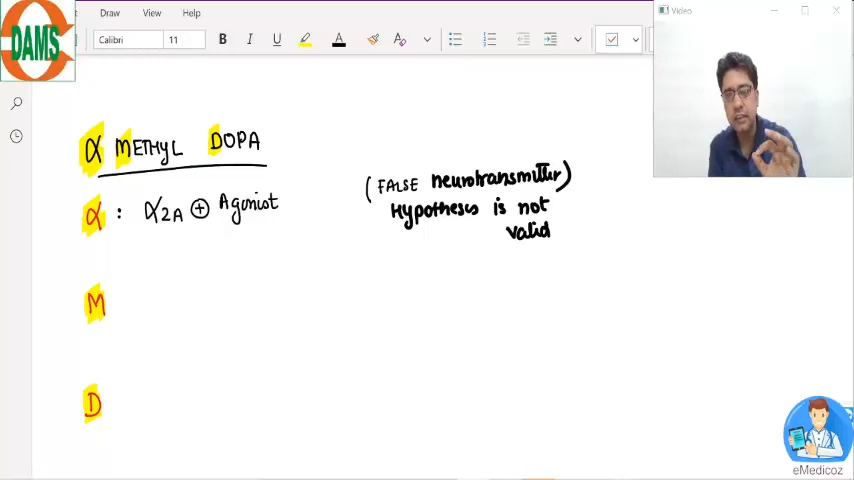 DAMS
Draw View Help
Video
Calibri 11 B I U A A
α METHYL DOPA
α : α2A ⊕ Agonist
(FALSE neurotransmitter)
Hypothesis is not
valid
M
D
eMedicoz